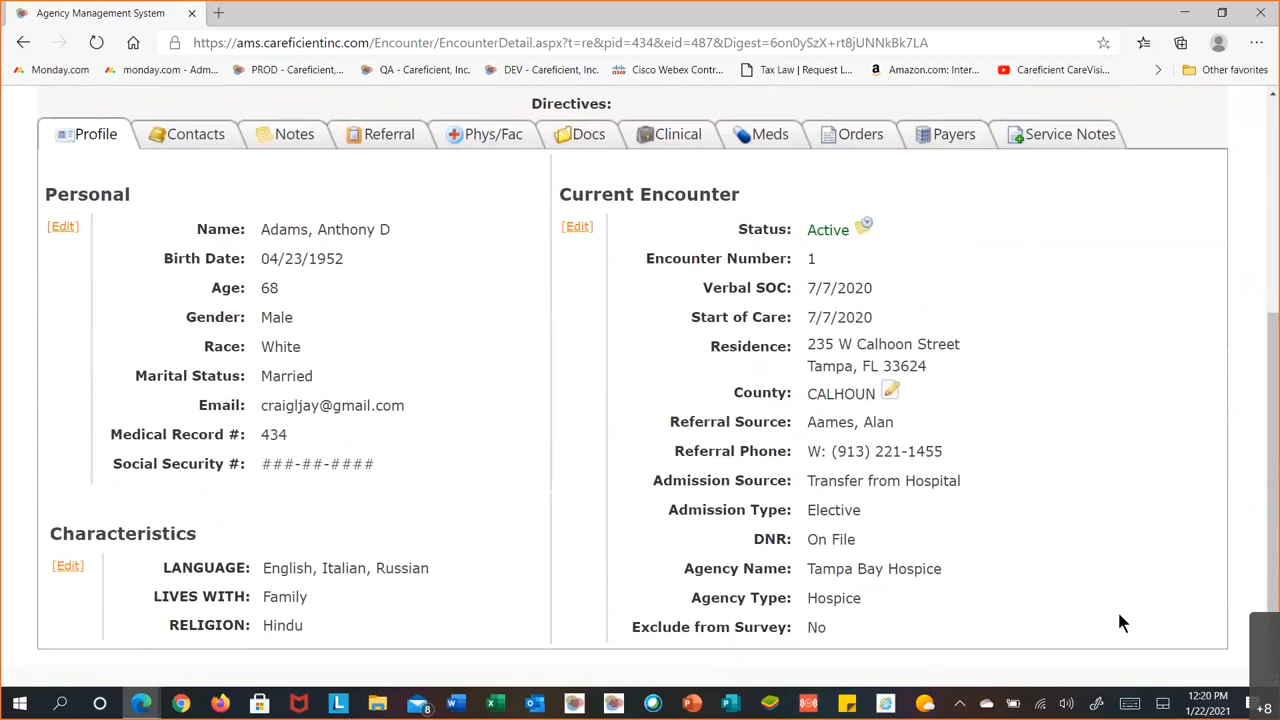 Agency Management System
https://ams.careficientinc.com/Encounter/EncounterDetail.aspx?t=re&pid=434&eid=487&Digest=6on0ySzX+rt8jUNNkBk7LA
Monday.com
monday.com - Adm...
PROD - Careficient,...
QA - Careficient, Inc.
DEV - Careficient, Inc.
Cisco Webex Contr...
Tax Law | Request L...
Amazon.com: Inter...
Careficient CareVisi...
Other favorites
Directives:
Profile
Contacts
Notes
Referral
Phys/Fac
Docs
Clinical
Meds
Orders
Payers
Service Notes
Personal
[Edit]
Name: Adams, Anthony D
Birth Date: 04/23/1952
Age: 68
Gender: Male
Race: White
Marital Status: Married
Email: craigljay@gmail.com
Medical Record #: 434
Social Security #: ###-##-####
Characteristics
[Edit]
LANGUAGE: English, Italian, Russian
LIVES WITH: Family
RELIGION: Hindu
Current Encounter
[Edit]
Status: Active
Encounter Number: 1
Verbal SOC: 7/7/2020
Start of Care: 7/7/2020
Residence: 235 W Calhoon Street
Tampa, FL 33624
County: CALHOUN
Referral Source: Aames, Alan
Referral Phone: W: (913) 221-1455
Admission Source: Transfer from Hospital
Admission Type: Elective
DNR: On File
Agency Name: Tampa Bay Hospice
Agency Type: Hospice
Exclude from Survey: No
8
12:20 PM
1/22/2021
+8